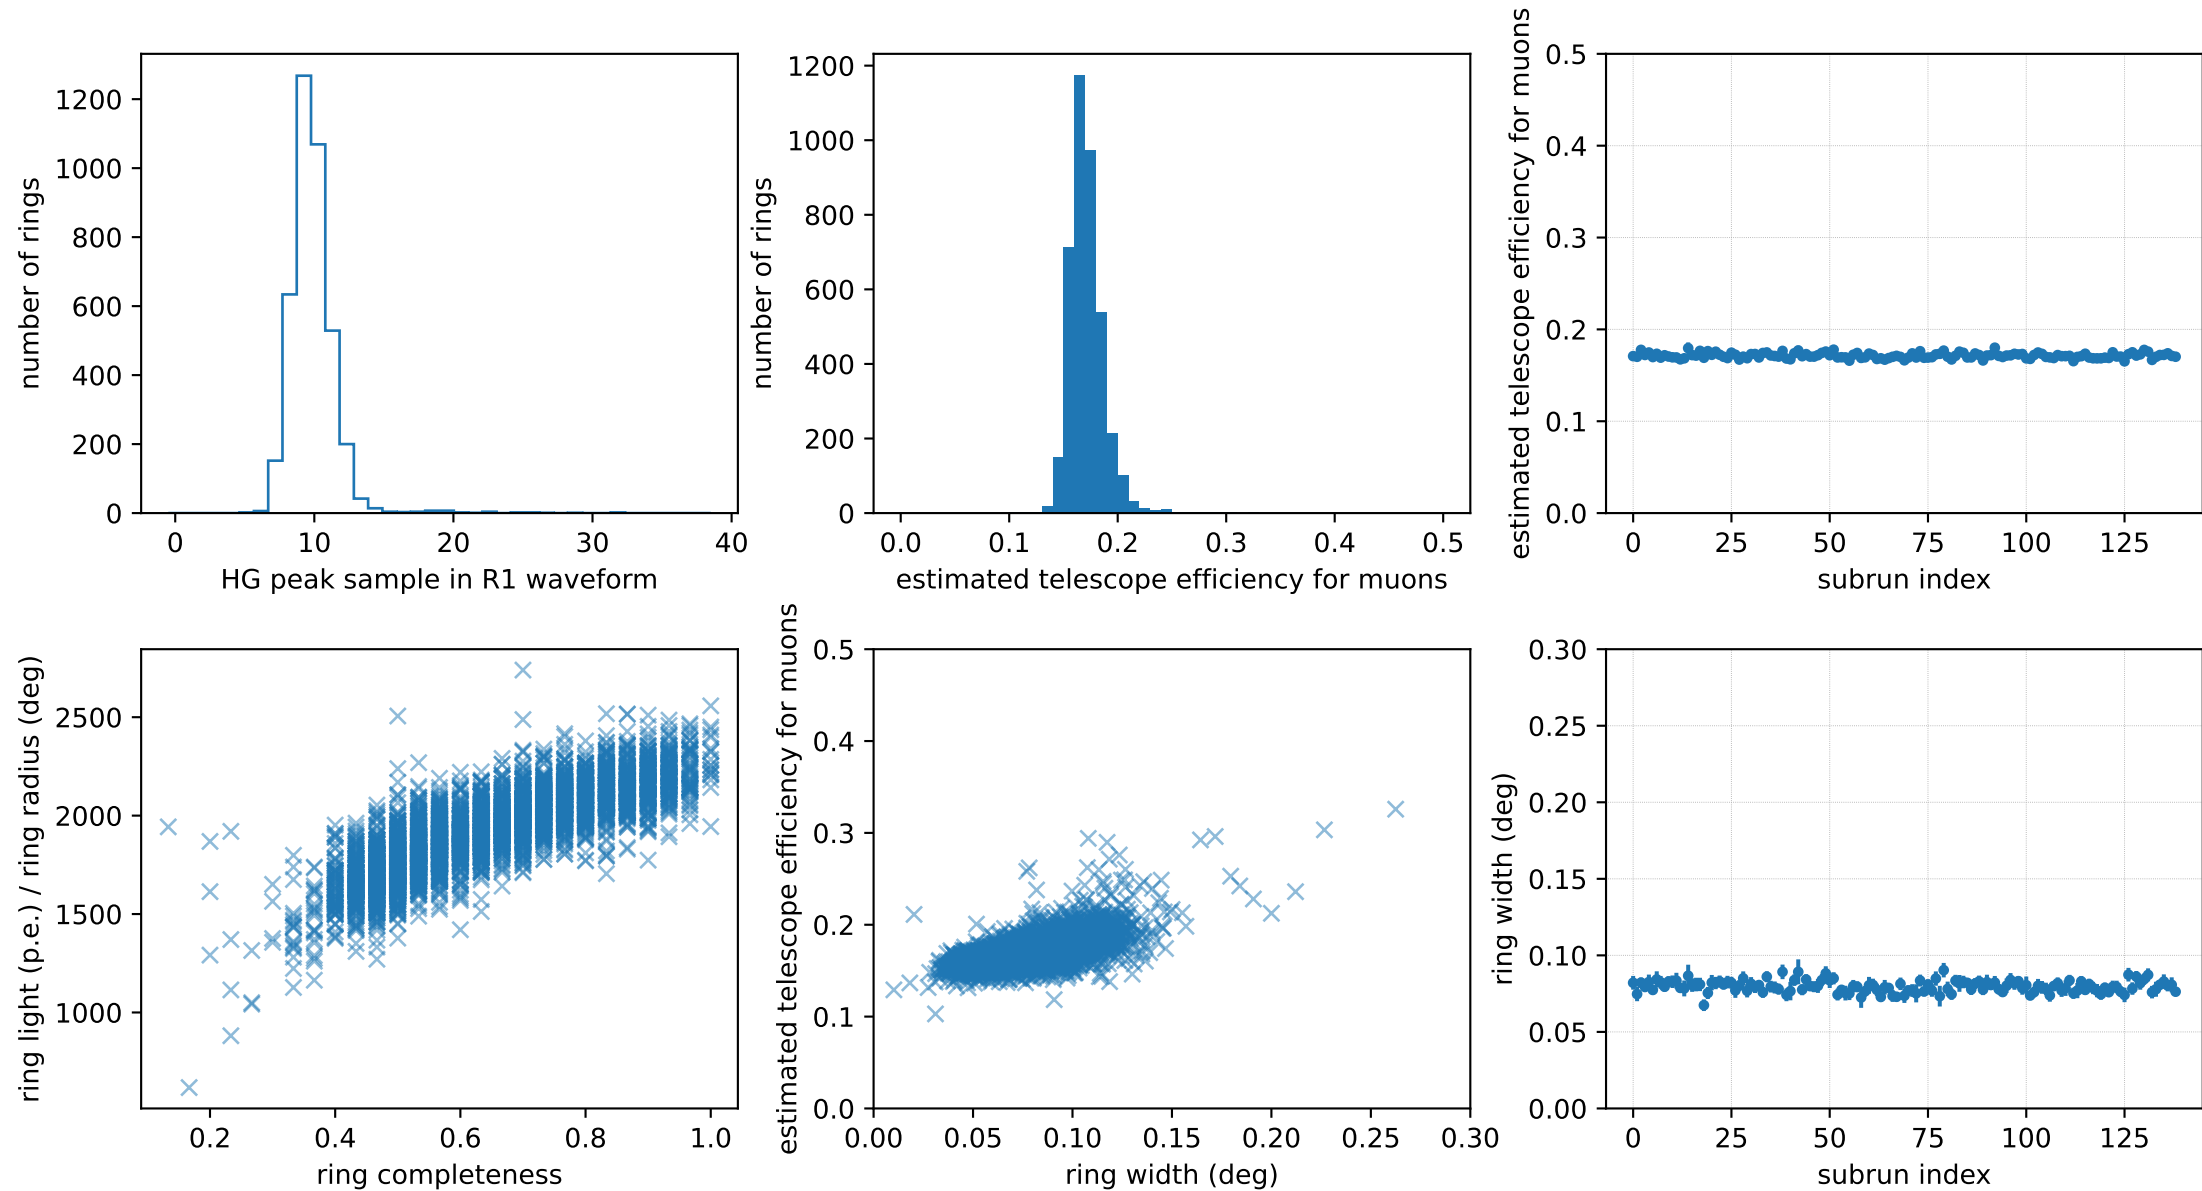 number of rings
1200
1000
800
600
400
200
0
0 10 20 30 40
HG peak sample in R1 waveform
number of rings
1200
1000
800
600
400
200
0
0.0 0.1 0.2 0.3 0.4 0.5
estimated telescope efficiency for muons
estimated telescope efficiency for muons
0.5
0.4
0.3
0.2
0.1
0.0
0 25 50 75 100 125
subrun index
ring light (p.e.) / ring radius (deg)
2500
2000
1500
1000
0.2 0.4 0.6 0.8 1.0
ring completeness
estimated telescope efficiency for muons
0.5
0.4
0.3
0.2
0.1
0.0
0.00 0.05 0.10 0.15 0.20 0.25 0.30
ring width (deg)
ring width (deg)
0.30
0.25
0.20
0.15
0.10
0.05
0.00
0 25 50 75 100 125
subrun index